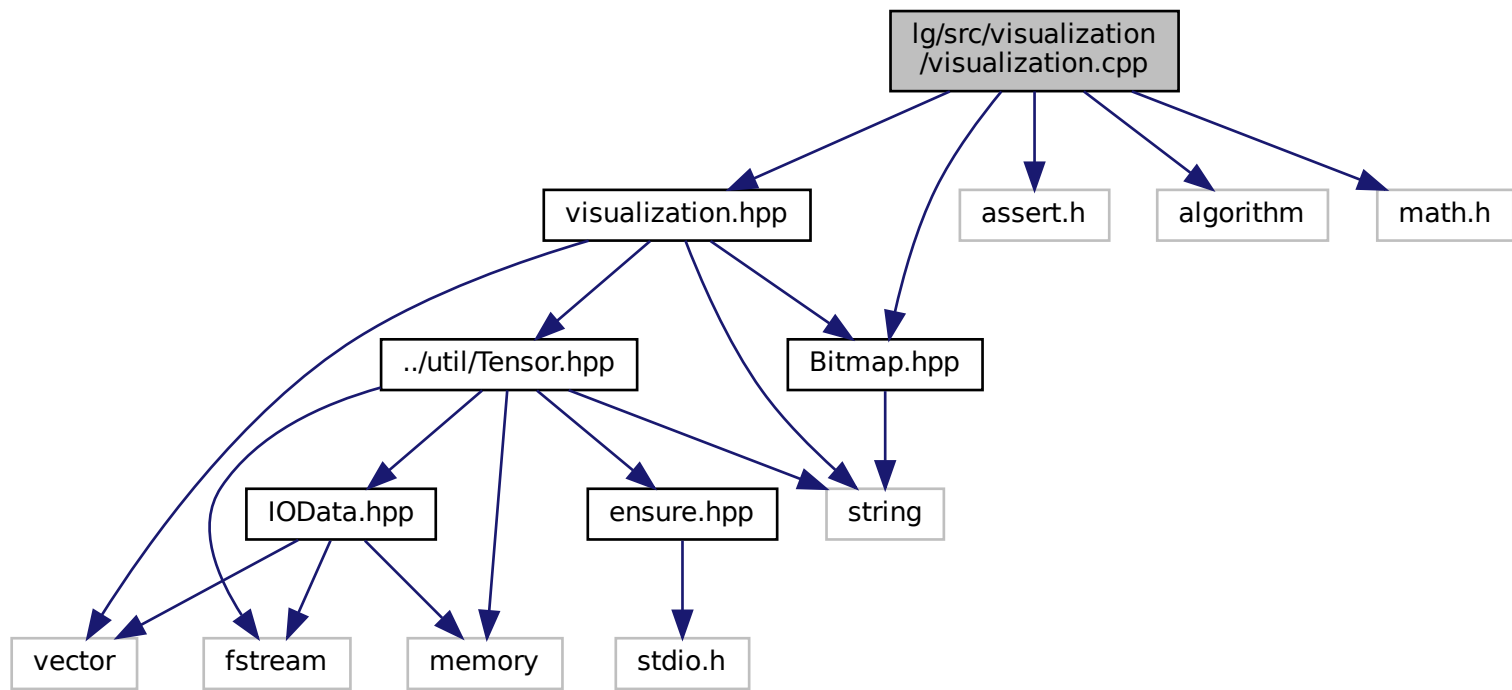 lg/src/visualization
/visualization.cpp
visualization.hpp
assert.h
algorithm
math.h
../util/Tensor.hpp
Bitmap.hpp
IOData.hpp
ensure.hpp
string
vector
fstream
memory
stdio.h